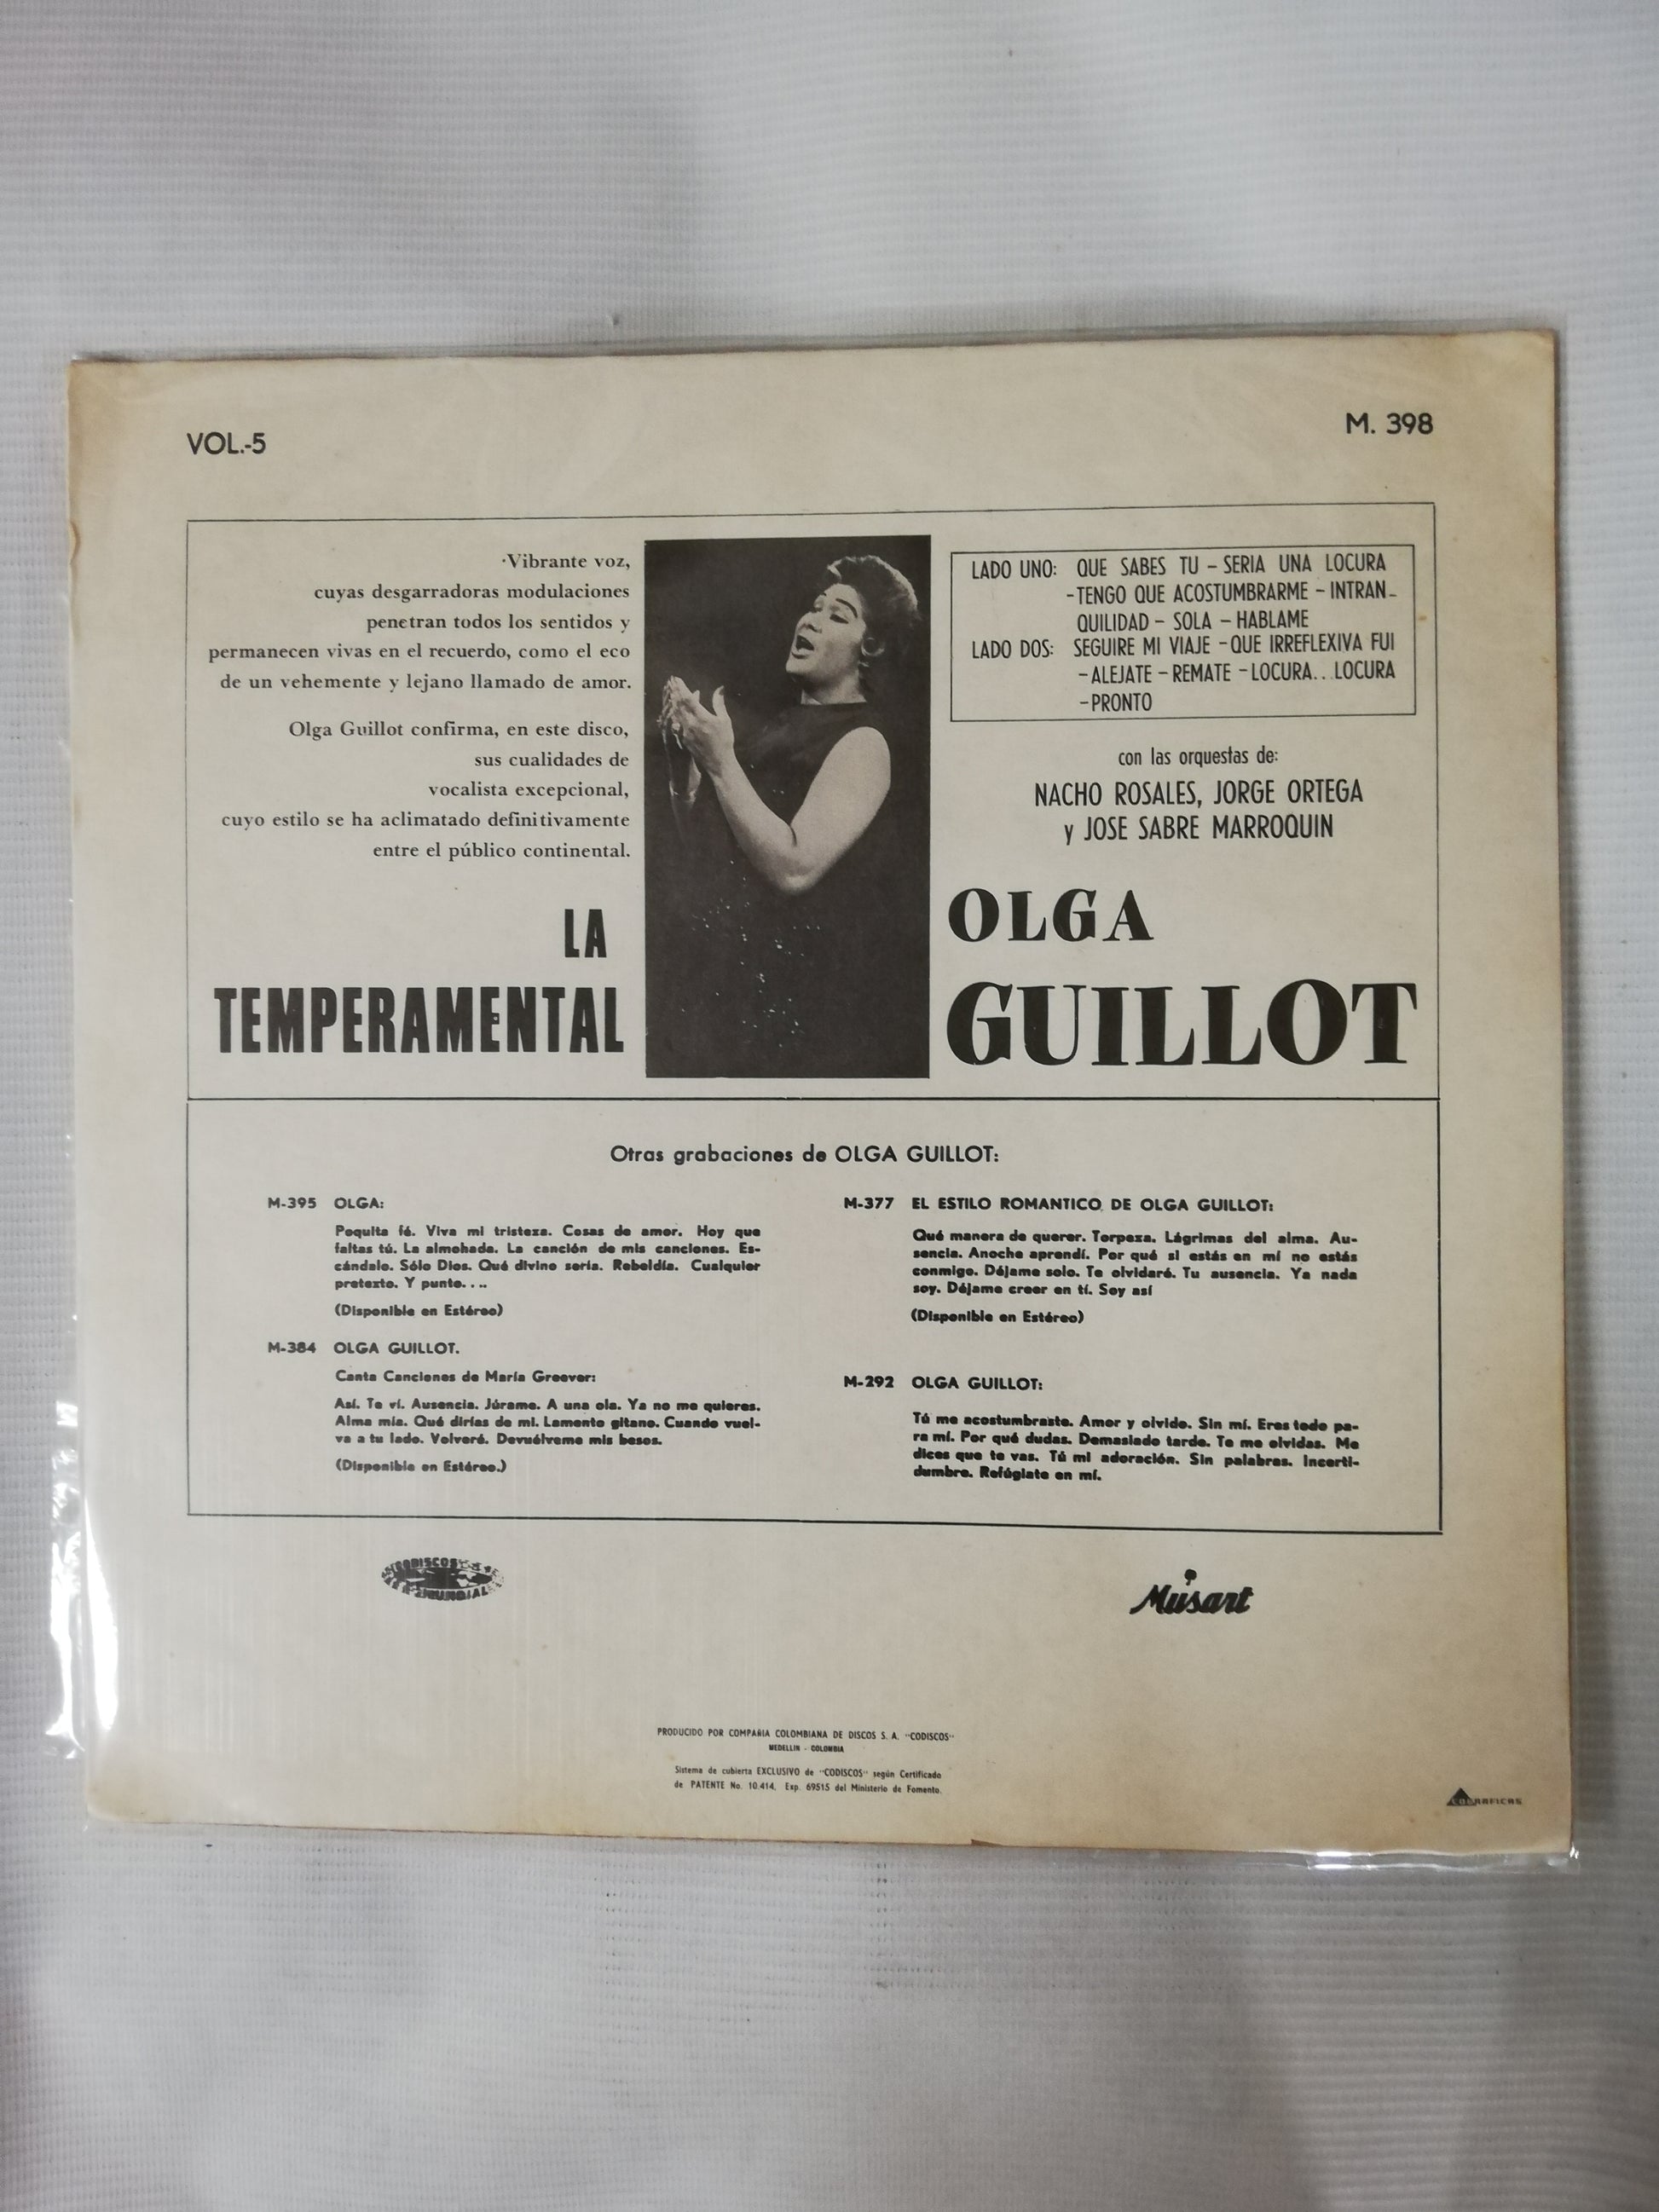 VOL.-5
M. 398
Vibrante voz,
cuyas desgarradoras modulaciones
penetran todos los sentidos y
permanecen vivas en el recuerdo, como el eco
de un vehemente y lejano llamado de amor.
Olga Guillot confirma, en este disco,
sus cualidades de
vocalista excepcional,
cuyo estilo se ha aclimatado definitivamente
entre el público continental.
LA
TEMPERAMENTAL
LADO UNO: QUE SABES TU – SERIA UNA LOCURA
-TENGO QUE ACOSTUMBRARME – INTRAN-
QUILIDAD – SOLA – HABLAME
LADO DOS: SEGUIRE MI VIAJE – QUE IRREFLEXIVA FUI
– ALEJATE – REMATE – LOCURA...LOCURA
– PRONTO
con las orquestas de:
NACHO ROSALES, JORGE ORTEGA
y JOSE SABRE MARROQUIN
OLGA
GUILLOT
Otras grabaciones de OLGA GUILLOT:
M-395 OLGA:
Poquita fé. Viva mi tristeza. Cosas de amor. Hoy que
faltas tú. La almohada. La canción de mis canciones. Es-
cándalo. Sólo Dios. Qué divino sería. Rebeldía. Cualquier
pretexto. Y punto....
(Disponible en Estéreo)
M-384 OLGA GUILLOT.
Canta Canciones de María Greever:
Así. Te ví. Ausencia. Júrame. A una ola. Ya no me quieres.
Alma mía. Qué dirías de mi. Lamento gitano. Cuando vuel-
va a tu lado. Volveré. Devuélveme mis besos.
(Disponible en Estéreo.)
M-377 EL ESTILO ROMANTICO DE OLGA GUILLOT:
Qué manera de querer. Torpeza. Lágrimas del alma. Au-
sencia. Anoche aprendí. Por qué si estás en mí no estás
conmigo. Déjame solo. Te olvidaré. Tu ausencia. Ya nada
soy. Déjame creer en tí. Soy así
(Disponible en Estéreo)
M-292 OLGA GUILLOT:
Tú me acostumbraste. Amor y olvido. Sin mí. Eres todo pa-
ra mí. Por qué dudas. Demasiado tarde. Te me olvidas. Me
dices que te vas. Tú mi adoración. Sin palabras. Incerti-
dumbre. Refúgiate en mí.
CODISCOS
MUNDIAL
Musart
PRODUCIDO POR COMPAÑIA COLOMBIANA DE DISCOS S. A. "CODISCOS"
MEDELLIN - COLOMBIA
Sistema de cubierta EXCLUSIVO de "CODISCOS" según Certificado
de PATENTE No. 10.414, Exp. 69515 del Ministerio de Fomento.